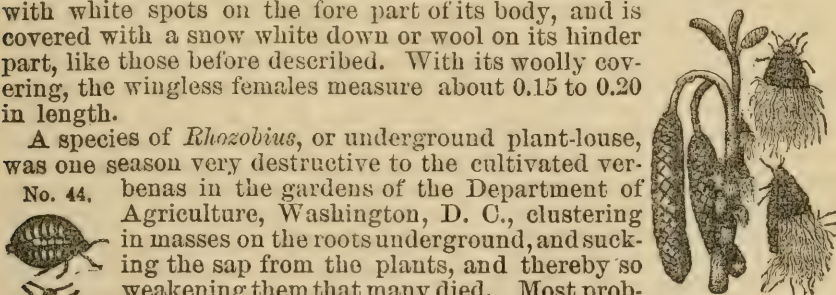 with white spots on the fore part of its body, and is
covered with a snow white down or wool on its hinder
part, like those before described. With its woolly cov-
ering, the wingless females measure about 0.15 to 0.20
in length.
A species of Rhozobius, or underground plant-louse,
was one season very destructive to the cultivated ver-
No. 44. benas in the gardens of the Department of
Agriculture, Washington, D. C., clustering
in masses on the roots underground, and suck-
ing the sap from the plants, and thereby so
weakening them that many died. Most prob-